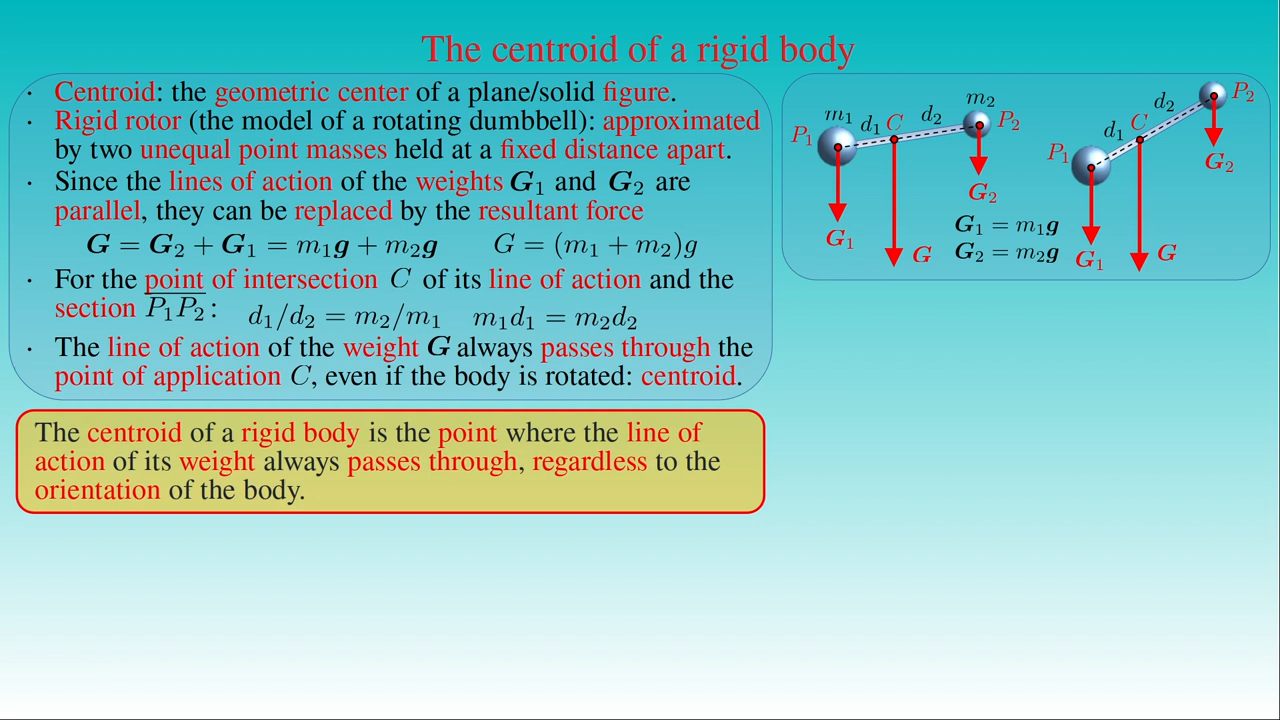 The centroid of a rigid body
· Centroid: the geometric center of a plane/solid figure.
· Rigid rotor (the model of a rotating dumbbell): approximated
by two unequal point masses held at a fixed distance apart.
· Since the lines of action of the weights G₁ and G₂ are
parallel, they can be replaced by the resultant force
G = G₂ + G₁ = m₁g + m₂g G = (m₁ + m₂)g
· For the point of intersection C of its line of action and the
section P₁P₂: d₁/d₂ = m₂/m₁ m₁d₁ = m₂d₂
· The line of action of the weight G always passes through the
point of application C, even if the body is rotated: centroid.
The centroid of a rigid body is the point where the line of
action of its weight always passes through, regardless to the
orientation of the body.
m₁ d₁ C d₂ m₂
P₁ P₂
G₂
G₁
G
G₁ = m₁g
G₂ = m₂g
d₂ P₂
d₁ C
P₁
G₂
G₁
G